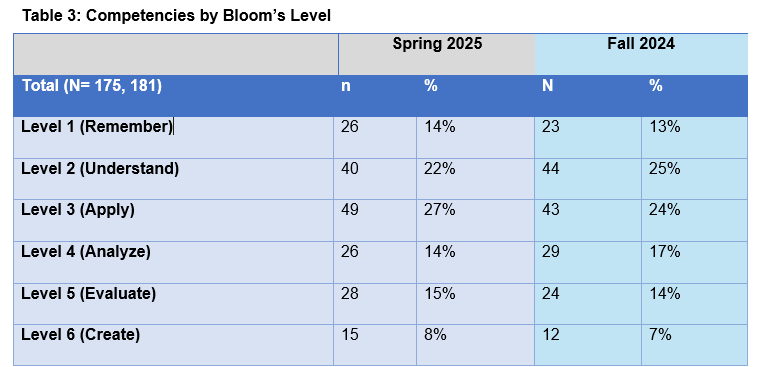 Table 3: Competencies by Bloom's Level
Spring 2025 Fall 2024
Total (N= 175, 181) n % N %
Level 1 (Remember) 26 14% 23 13%
Level 2 (Understand) 40 22% 44 25%
Level 3 (Apply) 49 27% 43 24%
Level 4 (Analyze) 26 14% 29 17%
Level 5 (Evaluate) 28 15% 24 14%
Level 6 (Create) 15 8% 12 7%